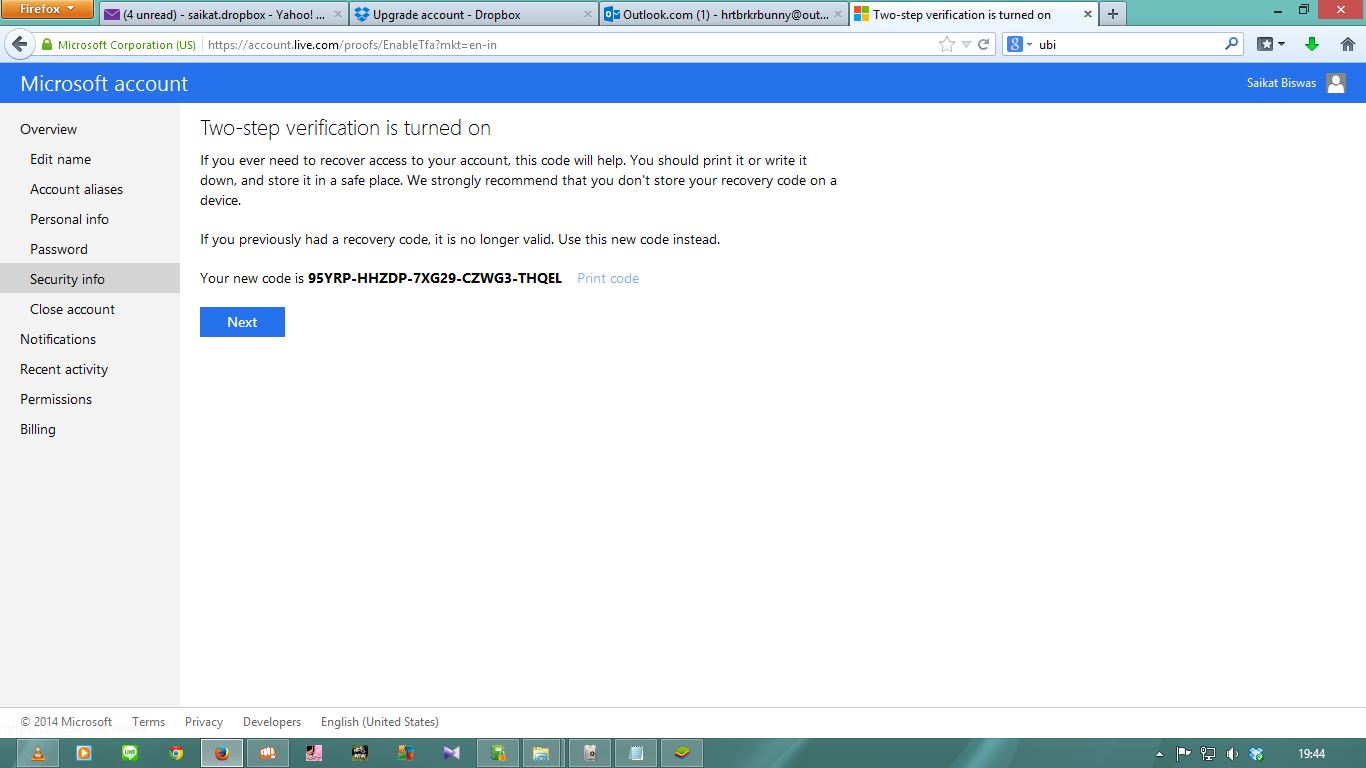 Firefox
(4 unread) - saikat.dropbox - Yahoo! ...
Upgrade account - Dropbox
Outlook.com (1) - hrtbrkrbunny@out...
Two-step verification is turned on
Microsoft Corporation (US)
https://account.live.com/proofs/EnableTfa?mkt=en-in
ubi
Microsoft account
Saikat Biswas
Overview
Edit name
Account aliases
Personal info
Password
Security info
Close account
Notifications
Recent activity
Permissions
Billing
Two-step verification is turned on
If you ever need to recover access to your account, this code will help. You should print it or write it
down, and store it in a safe place. We strongly recommend that you don't store your recovery code on a
device.
If you previously had a recovery code, it is no longer valid. Use this new code instead.
Your new code is 95YRP-HHZDP-7XG29-CZWG3-THQEL Print code
Next
© 2014 Microsoft Terms Privacy Developers English (United States)
19:44